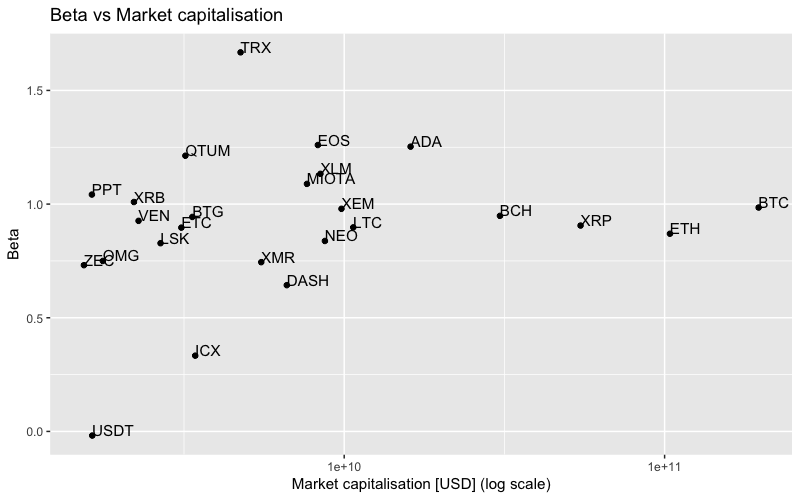 Beta vs Market capitalisation
TRX
1.5
EOS
ADA
QTUM
XLM
MIOTA
PPT
XRB
1.0
XEM
BTC
VEN
BTG
BCH
ETC
LTC
XRP
ETH
LSK
NEO
OMG
ZEC
XMR
DASH
Beta
0.5
ICX
USDT
0.0
1e+10
1e+11
Market capitalisation [USD] (log scale)